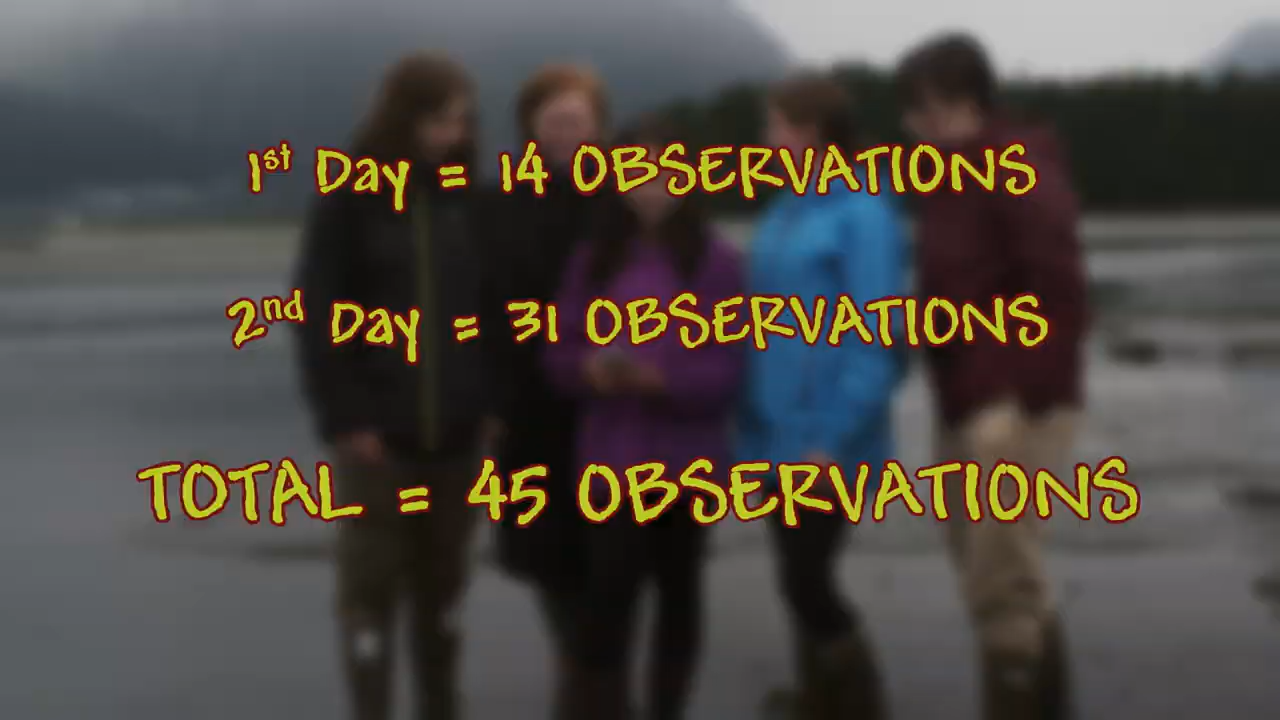 1st Day = 14 OBSERVATIONS
2nd Day = 31 OBSERVATIONS
TOTAL = 45 OBSERVATIONS